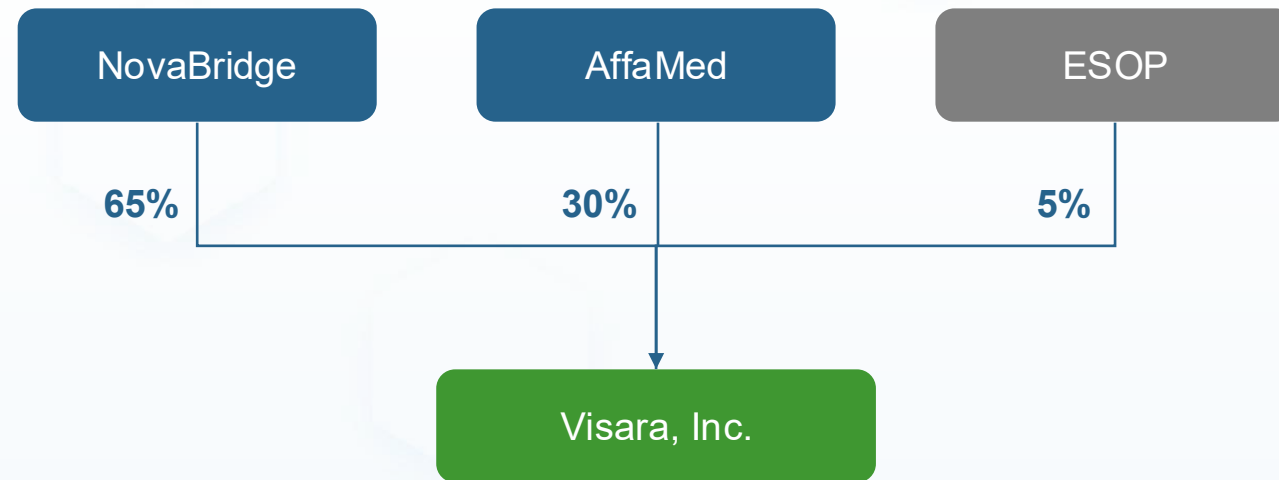 NovaBridge
AffaMed
ESOP
65%
30%
5%
Visara, Inc.